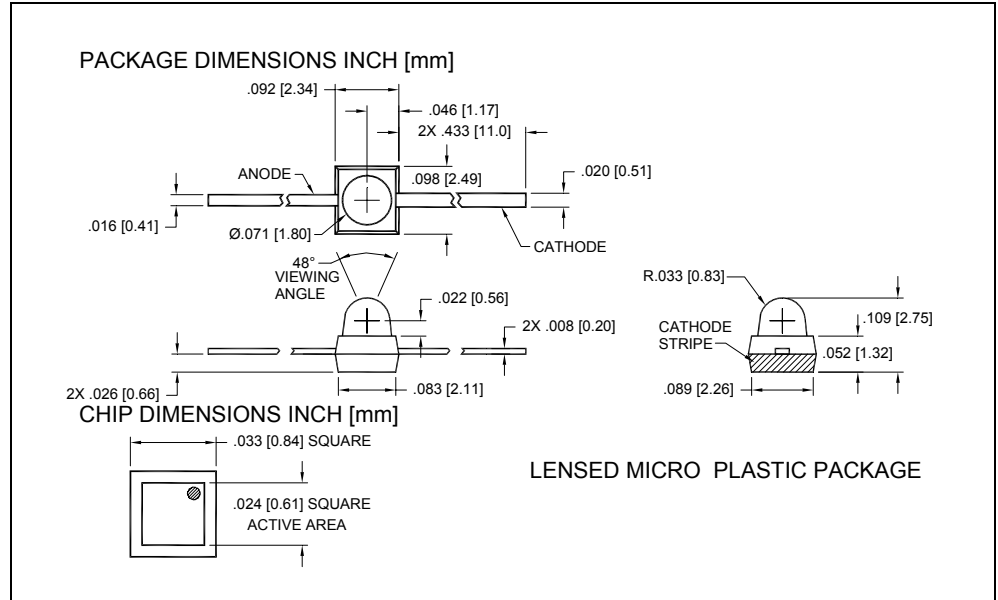 PACKAGE DIMENSIONS INCH [mm]
.092 [2.34]
.046 [1.17]
2X .433 [11.0]
ANODE
.098 [2.49]
.020 [0.51]
.016 [0.41]
Ø.071 [1.80]
CATHODE
48°
VIEWING
ANGLE
.022 [0.56]
2X .008 [0.20]
R.033 [0.83]
.109 [2.75]
CATHODE
STRIPE
.052 [1.32]
2X .026 [0.66]
.083 [2.11]
.089 [2.26]
CHIP DIMENSIONS INCH [mm]
.033 [0.84] SQUARE
.024 [0.61] SQUARE
ACTIVE AREA
LENSED MICRO PLASTIC PACKAGE